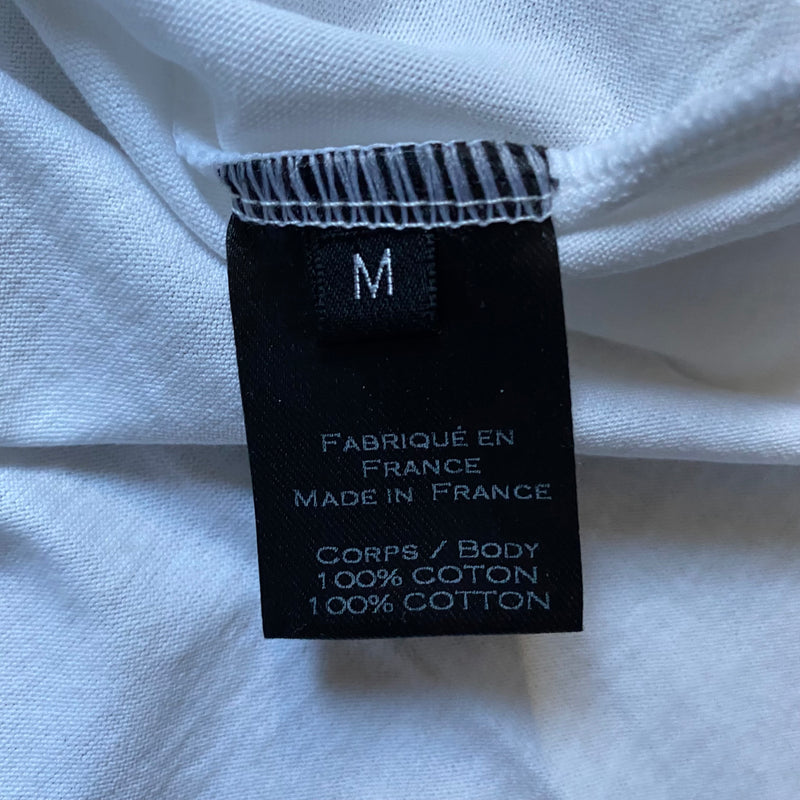 M
FABRIQUÉ EN
FRANCE
MADE IN FRANCE
CORPS / BODY
100% COTON
100% COTTON